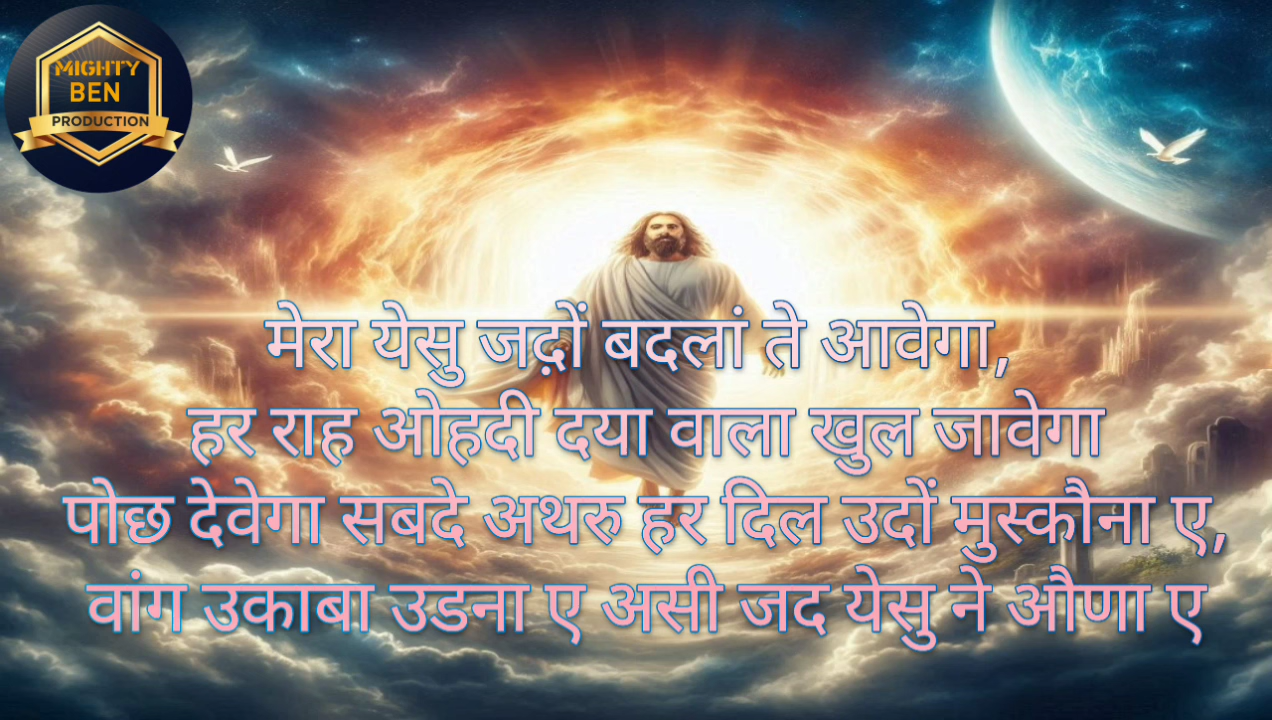 MIGHTY
BEN
PRODUCTION
मेरा येसु जद़ों बदलां ते आवेगा,
हर राह ओहदी दया वाला खुल जावेगा
पोछ देवेगा सबदे अथरु हर दिल उदों मुस्कौना ए,
वांग उकाबा उडना ए असी जद येसु ने औणा ए